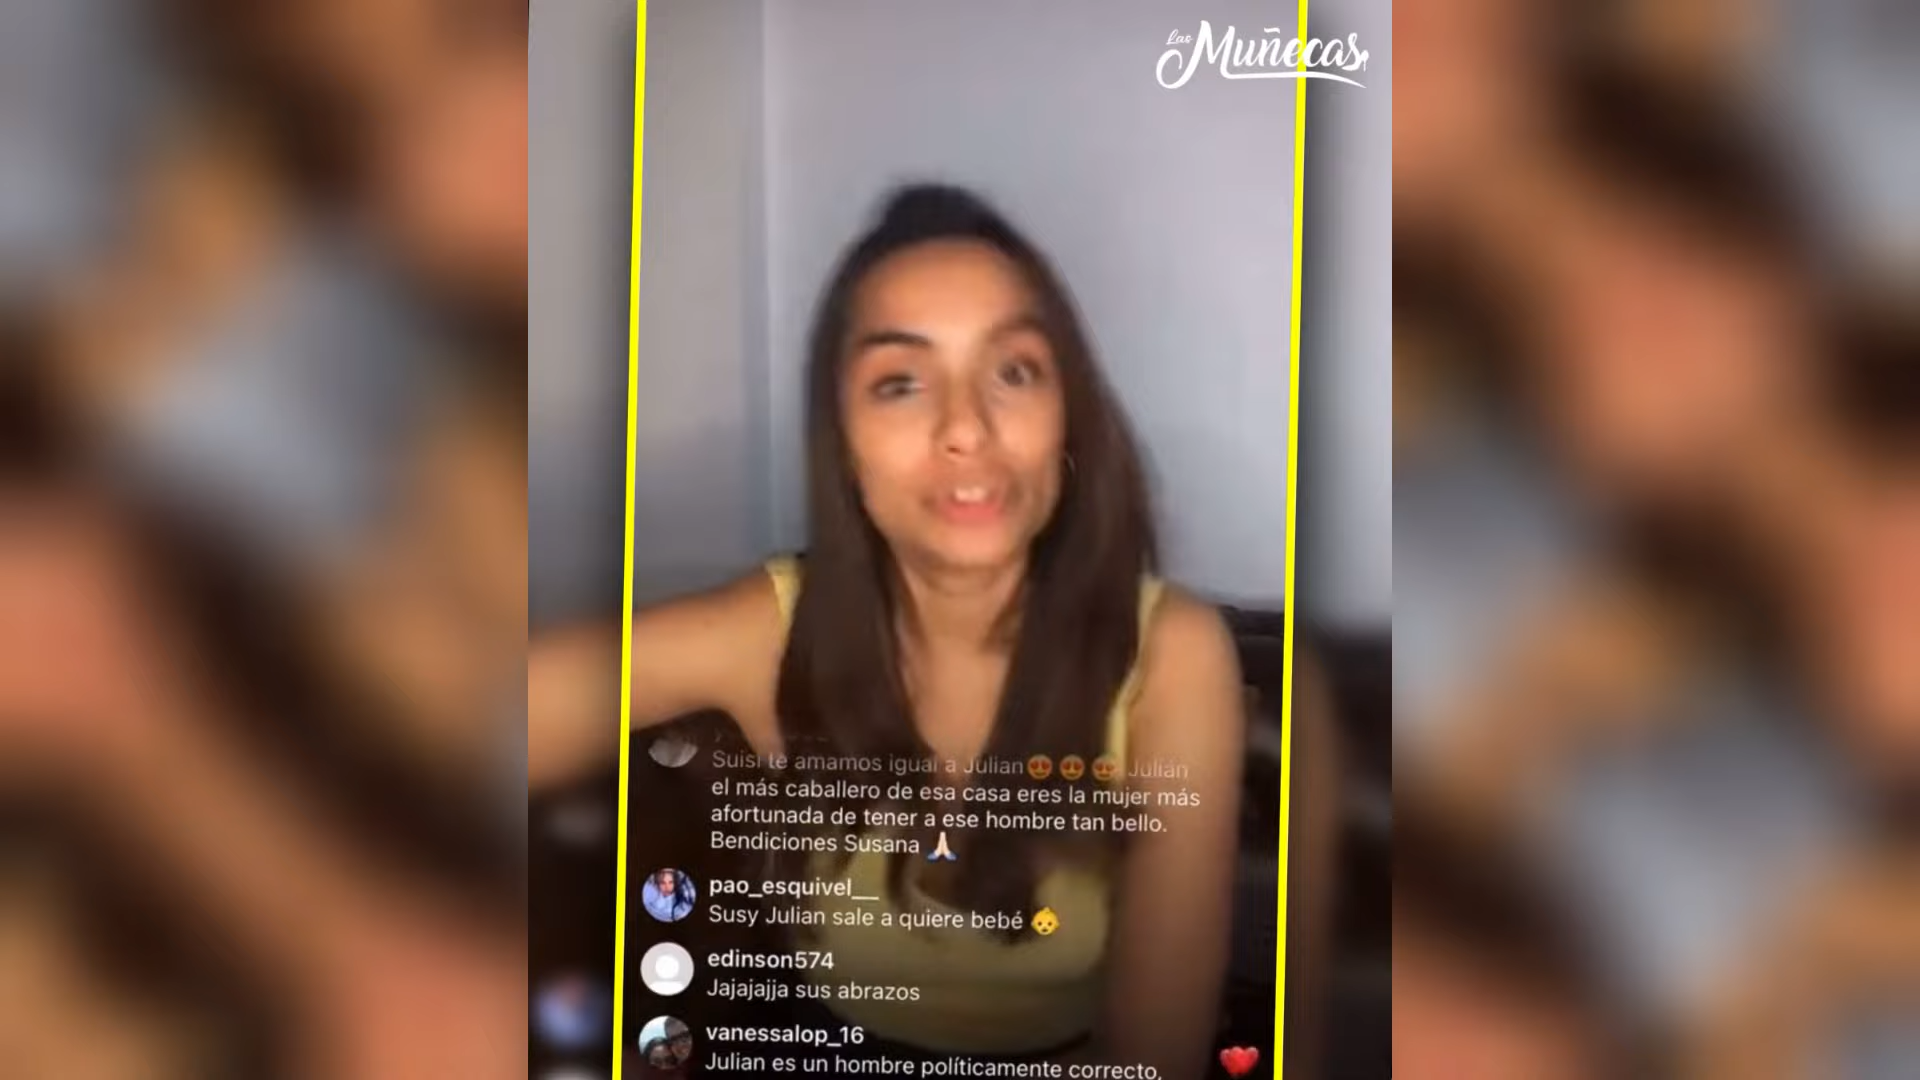 Las Muñecas
Suisi te amamos igual a Julian😍 😍 😍 Julián
el más caballero de esa casa eres la mujer más
afortunada de tener a ese hombre tan bello.
Bendiciones Susana 🙏🏻
pao_esquivel__
Susy Julian sale a quiere bebé 👶
edinson574
Jajajajja sus abrazos
vanessalop_16
Julian es un hombre políticamente correcto,